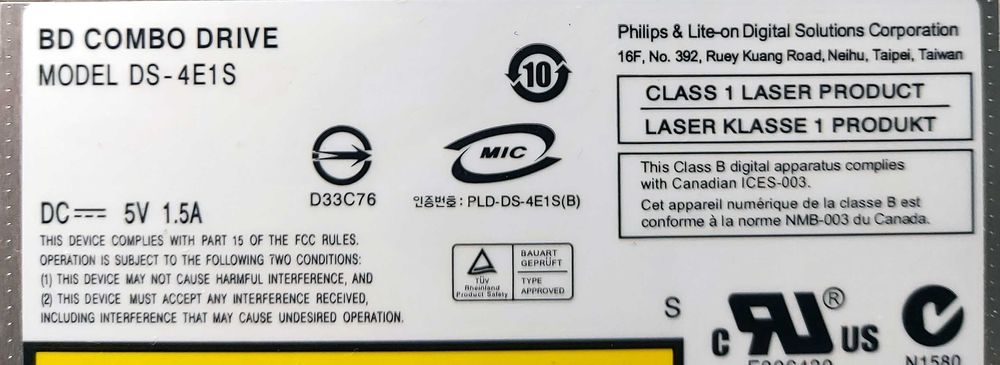 BD COMBO DRIVE
MODEL DS-4E1S
10
Philips & Lite-on Digital Solutions Corporation
16F, No. 392, Ruey Kuang Road, Neihu, Taipei, Taiwan
CLASS 1 LASER PRODUCT
LASER KLASSE 1 PRODUKT
This Class B digital apparatus complies
with Canadian ICES-003.
Cet appareil numérique de la classe B est
conforme à la norme NMB-003 du Canada.
D33C76
MIC
인증번호 : PLD-DS-4E1S(B)
DC 5V 1.5A
THIS DEVICE COMPLIES WITH PART 15 OF THE FCC RULES.
OPERATION IS SUBJECT TO THE FOLLOWING TWO CONDITIONS:
(1) THIS DEVICE MAY NOT CAUSE HARMFUL INTERFERENCE, AND
(2) THIS DEVICE MUST ACCEPT ANY INTERFERENCE RECEIVED,
INCLUDING INTERFERENCE THAT MAY CAUSE UNDESIRED OPERATION.
TÜV
Rheinland
Product Safety
BAUART
GEPRÜFT
TYPE
APPROVED
S
C RU ® US
N1580